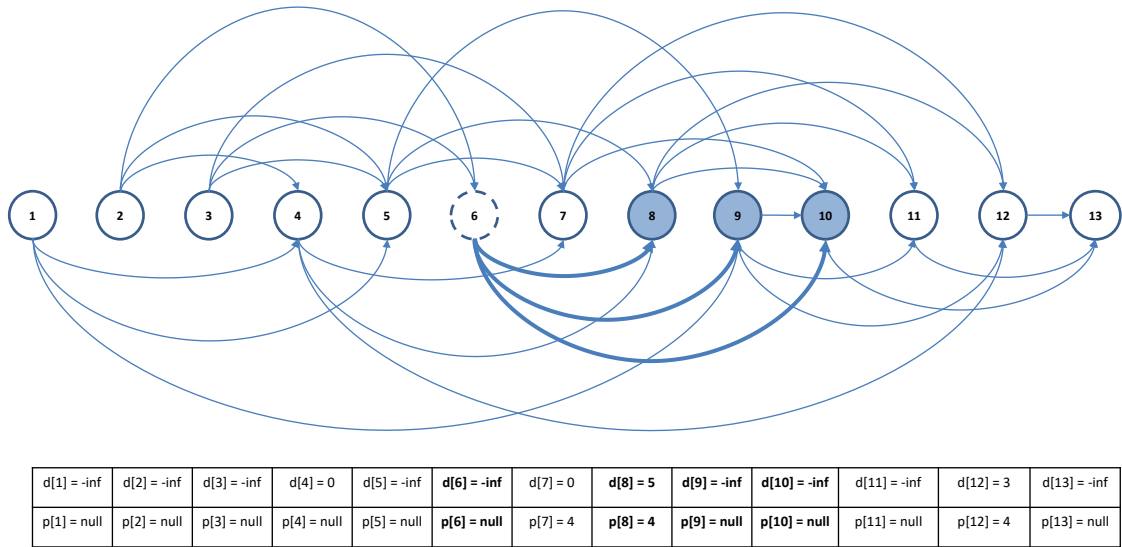 1 2 3 4 5 6 7 8 9 10 11 12 13
d[1] = -inf d[2] = -inf d[3] = -inf d[4] = 0 d[5] = -inf d[6] = -inf d[7] = 0 d[8] = 5 d[9] = -inf d[10] = -inf d[11] = -inf d[12] = 3 d[13] = -inf
p[1] = null p[2] = null p[3] = null p[4] = null p[5] = null p[6] = null p[7] = 4 p[8] = 4 p[9] = null p[10] = null p[11] = null p[12] = 4 p[13] = null